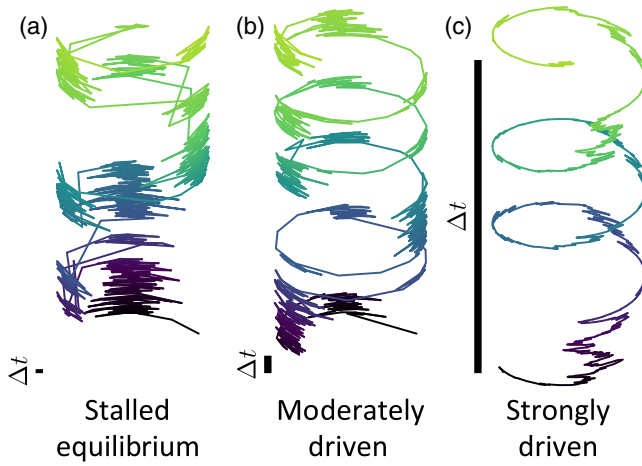 (a)
(b)
(c)
Δt
Δt
Δt
Stalled
equilibrium
Moderately
driven
Strongly
driven